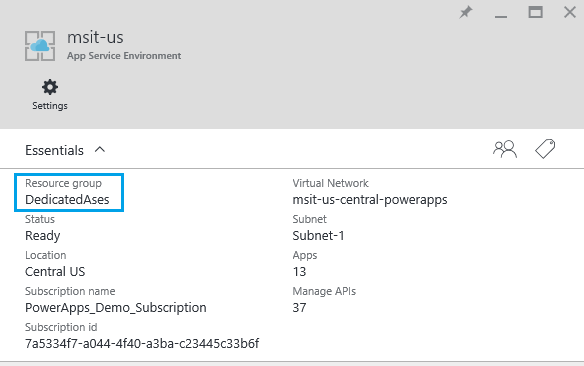 msit-us
App Service Environment
Settings
Essentials
Resource group
DedicatedAses
Status
Ready
Location
Central US
Subscription name
PowerApps_Demo_Subscription
Subscription id
7a5334f7-a044-4f40-a3ba-c23445c33b6f
Virtual Network
msit-us-central-powerapps
Subnet
Subnet-1
Apps
13
Manage APIs
37